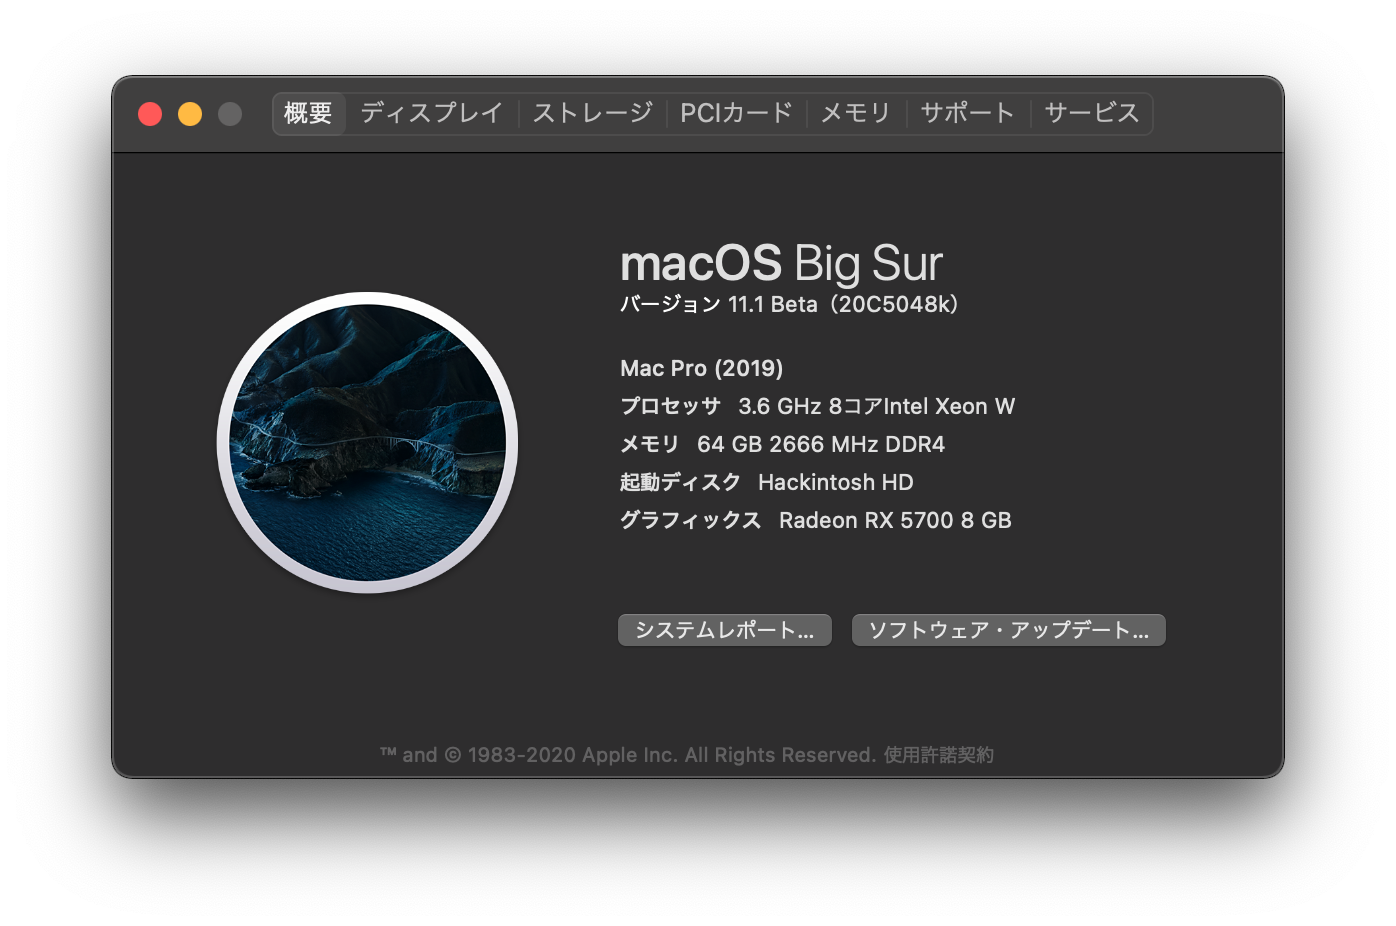 概要 ディスプレイ ストレージ PCIカード メモリ サポート サービス
macOS Big Sur
バージョン 11.1 Beta（20C5048k）
Mac Pro (2019)
プロセッサ 3.6 GHz 8コアIntel Xeon W
メモリ 64 GB 2666 MHz DDR4
起動ディスク Hackintosh HD
グラフィックス Radeon RX 5700 8 GB
システムレポート... ソフトウェア・アップデート...
™ and © 1983-2020 Apple Inc. All Rights Reserved. 使用許諾契約